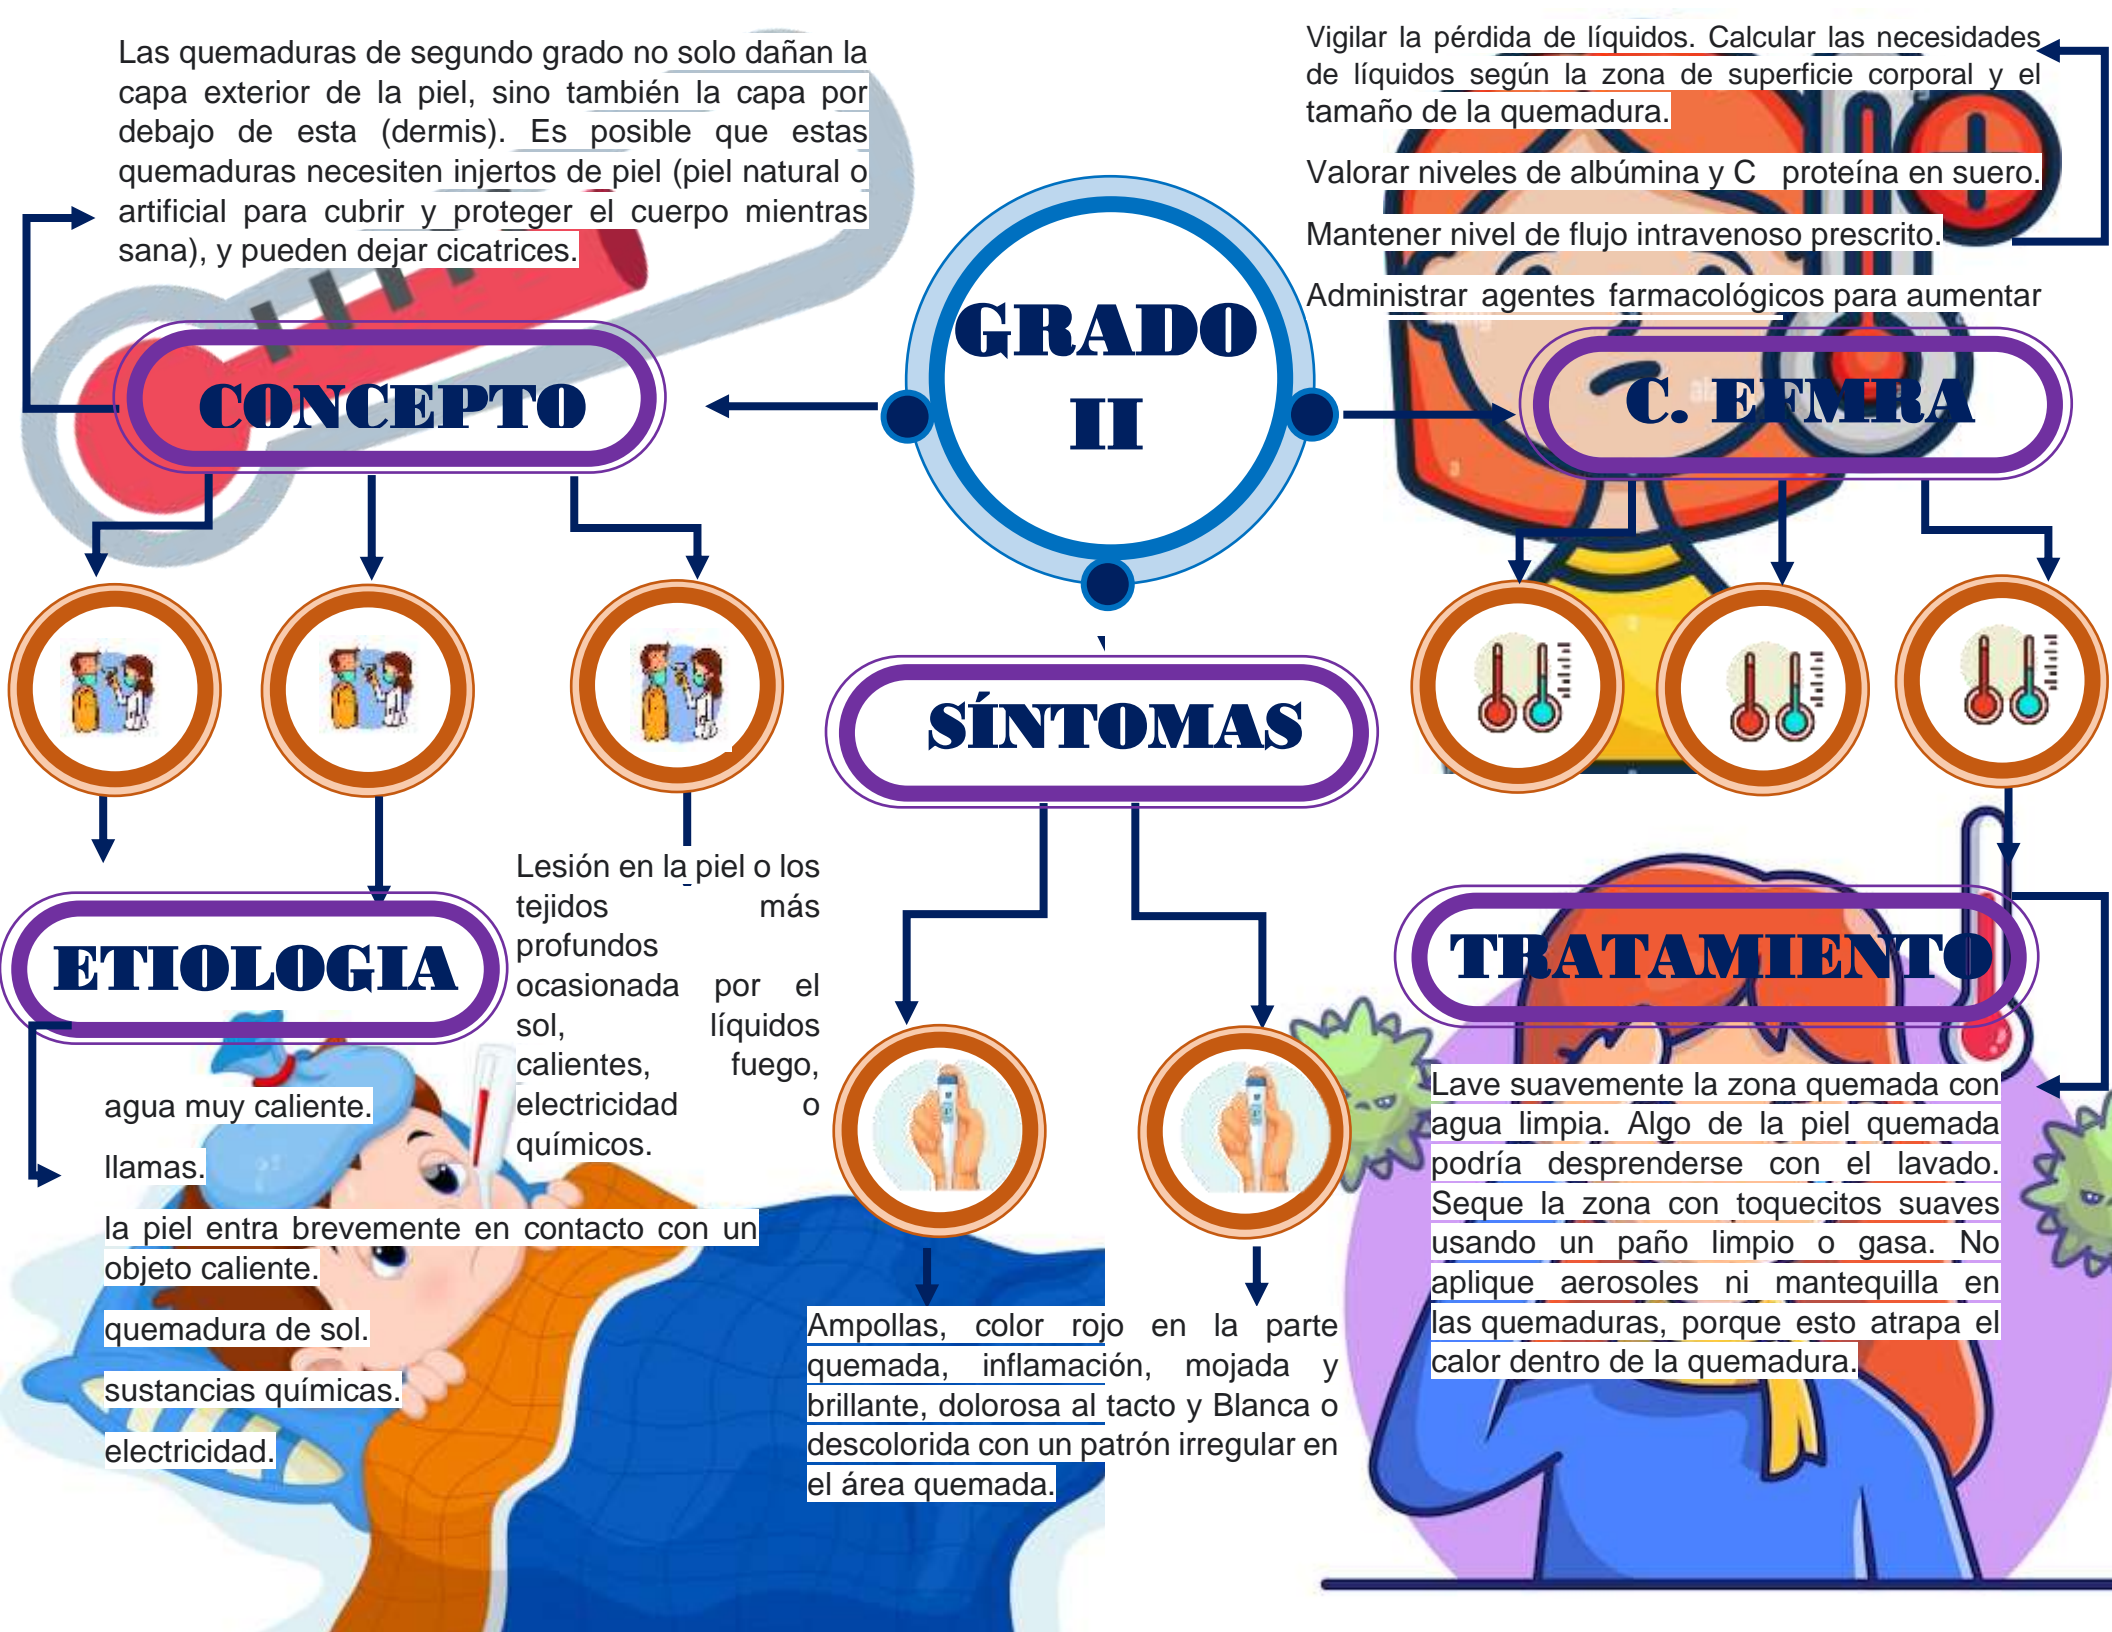 Las quemaduras de segundo grado no solo dañan la
capa exterior de la piel, sino también la capa por
debajo de esta (dermis). Es posible que estas
quemaduras necesiten injertos de piel (piel natural o
artificial para cubrir y proteger el cuerpo mientras
sana), y pueden dejar cicatrices.
Vigilar la pérdida de líquidos. Calcular las necesidades
de líquidos según la zona de superficie corporal y el
tamaño de la quemadura.
Valorar niveles de albúmina y C proteína en suero.
Mantener nivel de flujo intravenoso prescrito.
Administrar agentes farmacológicos para aumentar
GRADO
II
CONCEPTO
C. EFMRA
SÍNTOMAS
Lesión en la piel o los
tejidos más
profundos
ocasionada por el
sol, líquidos
calientes, fuego,
electricidad o
químicos.
ETIOLOGIA
TRATAMIENTO
agua muy caliente.
llamas.
la piel entra brevemente en contacto con un
objeto caliente.
quemadura de sol.
sustancias químicas.
electricidad.
Ampollas, color rojo en la parte
quemada, inflamación, mojada y
brillante, dolorosa al tacto y Blanca o
descolorida con un patrón irregular en
el área quemada.
Lave suavemente la zona quemada con
agua limpia. Algo de la piel quemada
podría desprenderse con el lavado.
Seque la zona con toquecitos suaves
usando un paño limpio o gasa. No
aplique aerosoles ni mantequilla en
las quemaduras, porque esto atrapa el
calor dentro de la quemadura.